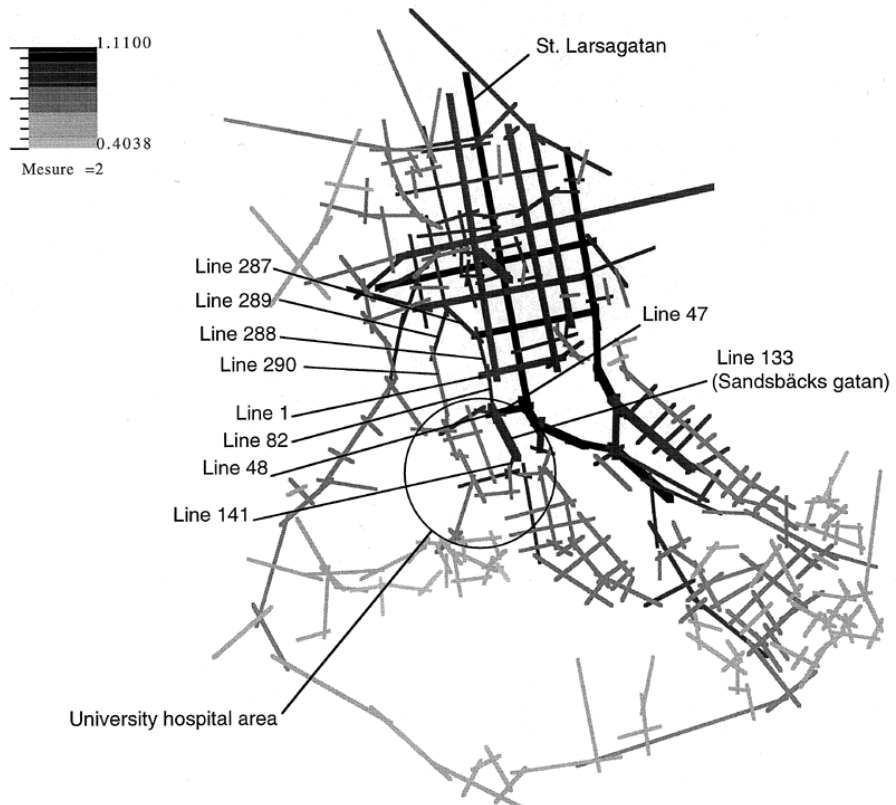 1.1100
0.4038
Mesure =2
St. Larsagatan
Line 287
Line 289
Line 288
Line 290
Line 1
Line 82
Line 48
Line 141
Line 47
Line 133
(Sandsbäcks gatan)
University hospital area